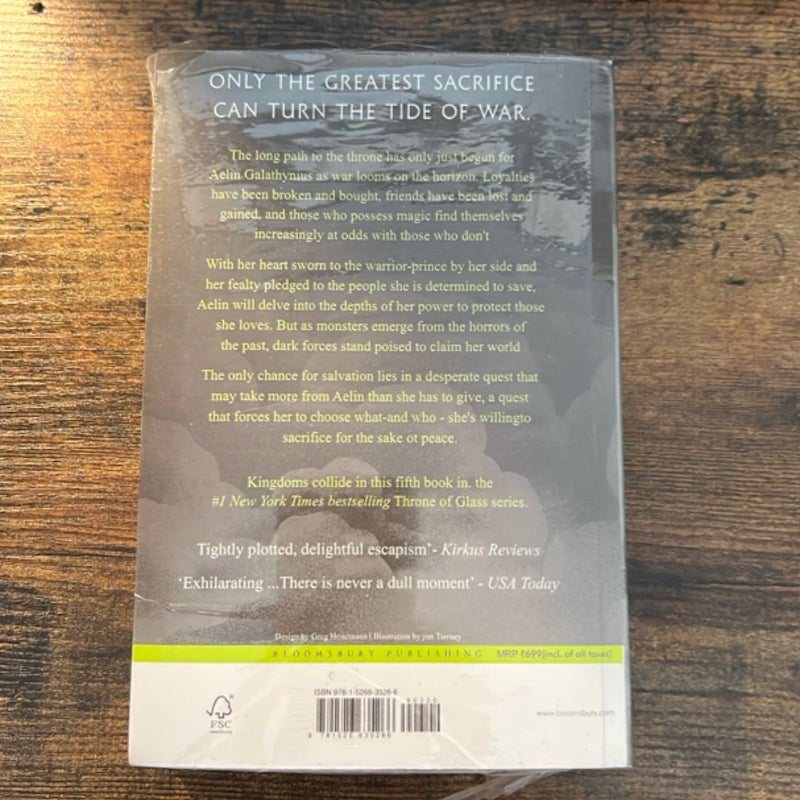 ONLY THE GREATEST SACRIFICE
CAN TURN THE TIDE OF WAR.
The long path to the throne has only just begun for
Aelin Galathynius as war looms on the horizon. Loyalties
have been broken and bought, friends have been lost and
gained, and those who possess magic find themselves
increasingly at odds with those who don't
With her heart sworn to the warrior-prince by her side and
her fealty pledged to the people she is determined to save,
Aelin will delve into the depths of her power to protect those
she loves. But as monsters emerge from the horrors of
the past, dark forces stand poised to claim her world
The only chance for salvation lies in a desperate quest that
may take more from Aelin than she has to give, a quest
that forces her to choose what-and who - she's willingto
sacrifice for the sake ot peace.
Kingdoms collide in this fifth book in. the
#1 New York Times bestselling Throne of Glass series.
Tightly plotted, delightful escapism'- Kirkus Reviews
‘Exhilarating ...There is never a dull moment’ - USA Today
Design by Greg | Illustration by jim Tierney
BLOOMSBURY PUBLISHING MRP ₹699(incl. of all taxes)
ISBN 978-1-5266-3526-6
90300
FSC
www.fsc.org
www.bloomsbury.com
9 781526 635266